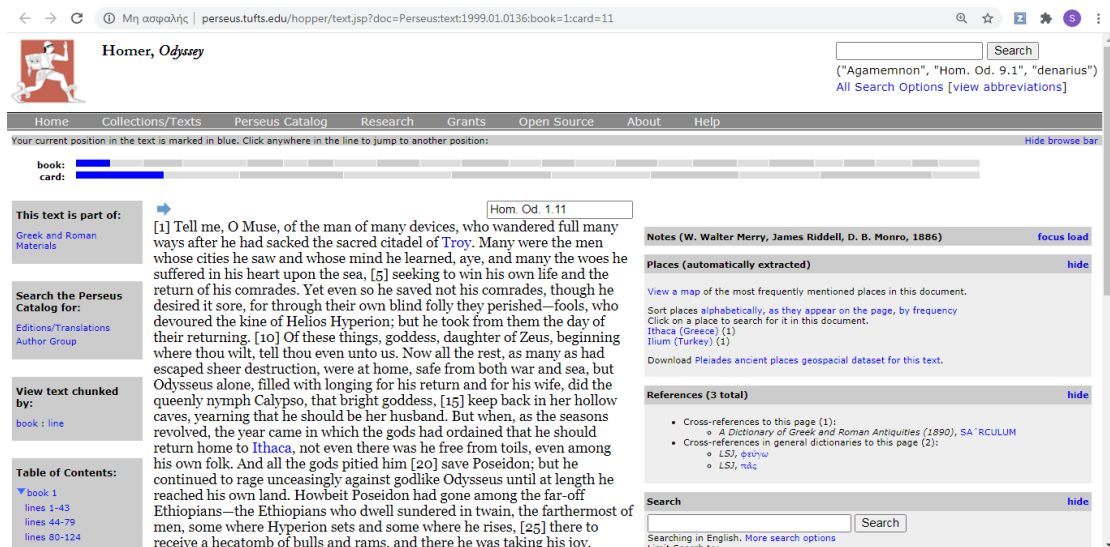 Μη ασφαλής | perseus.tufts.edu/hopper/text.jsp?doc=Perseus:text:1999.01.0136:book=1:card=11
S
Homer, Odyssey
Search
("Agamemnon", "Hom. Od. 9.1", "denarius")
All Search Options [view abbreviations]
Home Collections/Texts Perseus Catalog Research Grants Open Source About Help
Your current position in the text is marked in blue. Click anywhere in the line to jump to another position:
Hide browse bar
book:
card:
This text is part of:
Greek and Roman
Materials
Search the Perseus
Catalog for:
Editions/Translations
Author Group
View text chunked
by:
book : line
Table of Contents:
book 1
lines 1-43
lines 44-79
lines 80-124
Hom. Od. 1.11
[1] Tell me, O Muse, of the man of many devices, who wandered full many
ways after he had sacked the sacred citadel of Troy. Many were the men
whose cities he saw and whose mind he learned, aye, and many the woes he
suffered in his heart upon the sea, [5] seeking to win his own life and the
return of his comrades. Yet even so he saved not his comrades, though he
desired it sore, for through their own blind folly they perished—fools, who
devoured the kine of Helios Hyperion; but he took from them the day of
their returning. [10] Of these things, goddess, daughter of Zeus, beginning
where thou wilt, tell thou even unto us. Now all the rest, as many as had
escaped sheer destruction, were at home, safe from both war and sea, but
Odysseus alone, filled with longing for his return and for his wife, did the
queenly nymph Calypso, that bright goddess, [15] keep back in her hollow
caves, yearning that he should be her husband. But when, as the seasons
revolved, the year came in which the gods had ordained that he should
return home to Ithaca, not even there was he free from toils, even among
his own folk. And all the gods pitied him [20] save Poseidon; but he
continued to rage unceasingly against godlike Odysseus until at length he
reached his own land. Howbeit Poseidon had gone among the far-off
Ethiopians—the Ethiopians who dwell sundered in twain, the farthermost of
men, some where Hyperion sets and some where he rises, [25] there to
receive a hecatomb of bulls and rams, and there he was taking his joy,
Notes (W. Walter Merry, James Riddell, D. B. Monro, 1886) focus load
Places (automatically extracted) hide
View a map of the most frequently mentioned places in this document.
Sort places alphabetically, as they appear on the page, by frequency
Click on a place to search for it in this document.
Ithaca (Greece) (1)
Ilium (Turkey) (1)
Download Pleiades ancient places geospacial dataset for this text.
References (3 total) hide
Cross-references to this page (1):
A Dictionary of Greek and Roman Antiquities (1890), SA´RCULUM
Cross-references in general dictionaries to this page (2):
LSJ, φεύγω
LSJ, πᾶς
Search hide
Search
Searching in English. More search options
Limit Search to: